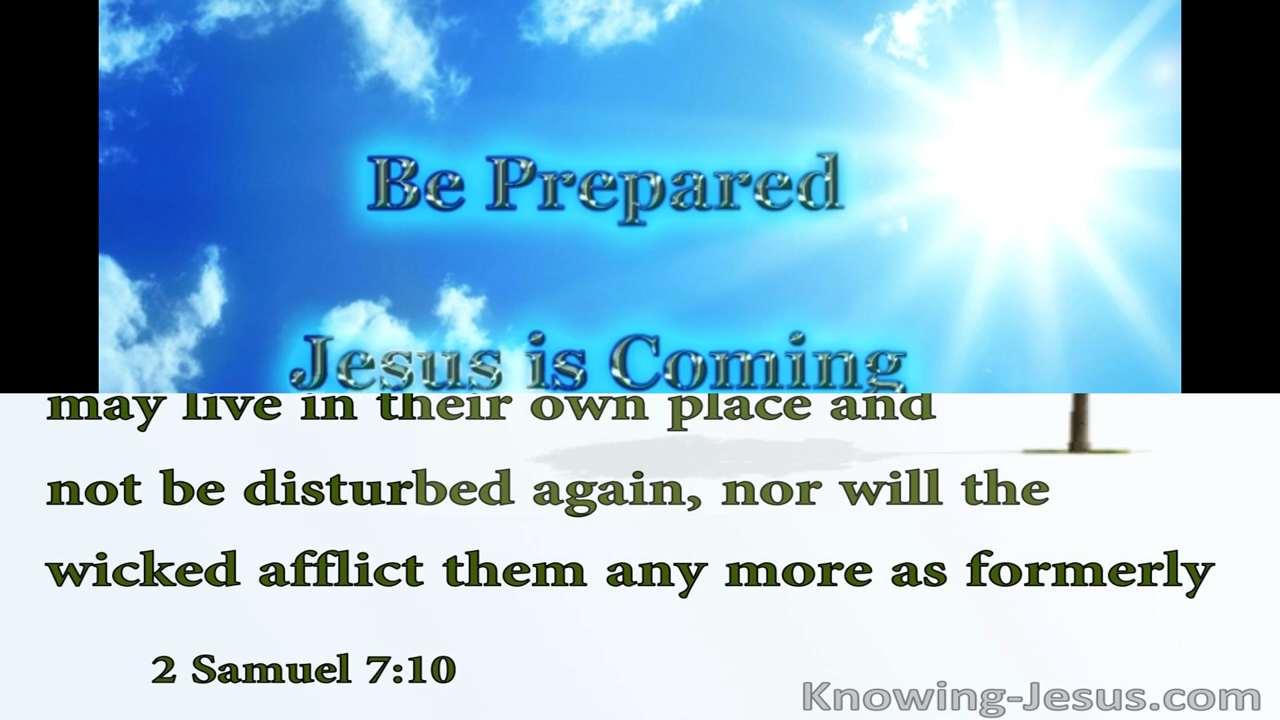 Be Prepared
Jesus is Coming
may live in their own place and
not be disturbed again, nor will the
wicked afflict them any more as formerly
2 Samuel 7:10
Knowing-Jesus.com